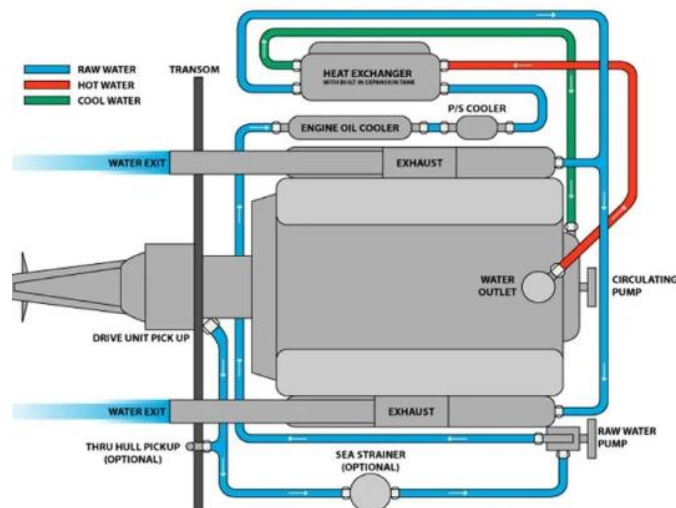 RAW WATER
HOT WATER
COOL WATER
TRANSOM
HEAT EXCHANGER
WITH BUILT IN EXPANSION TANK
P/S COOLER
ENGINE OIL COOLER
WATER EXIT
EXHAUST
WATER
OUTLET
CIRCULATING
PUMP
DRIVE UNIT PICK UP
WATER EXIT
EXHAUST
THRU HULL PICKUP
(OPTIONAL)
SEA STRAINER
(OPTIONAL)
RAW WATER
PUMP